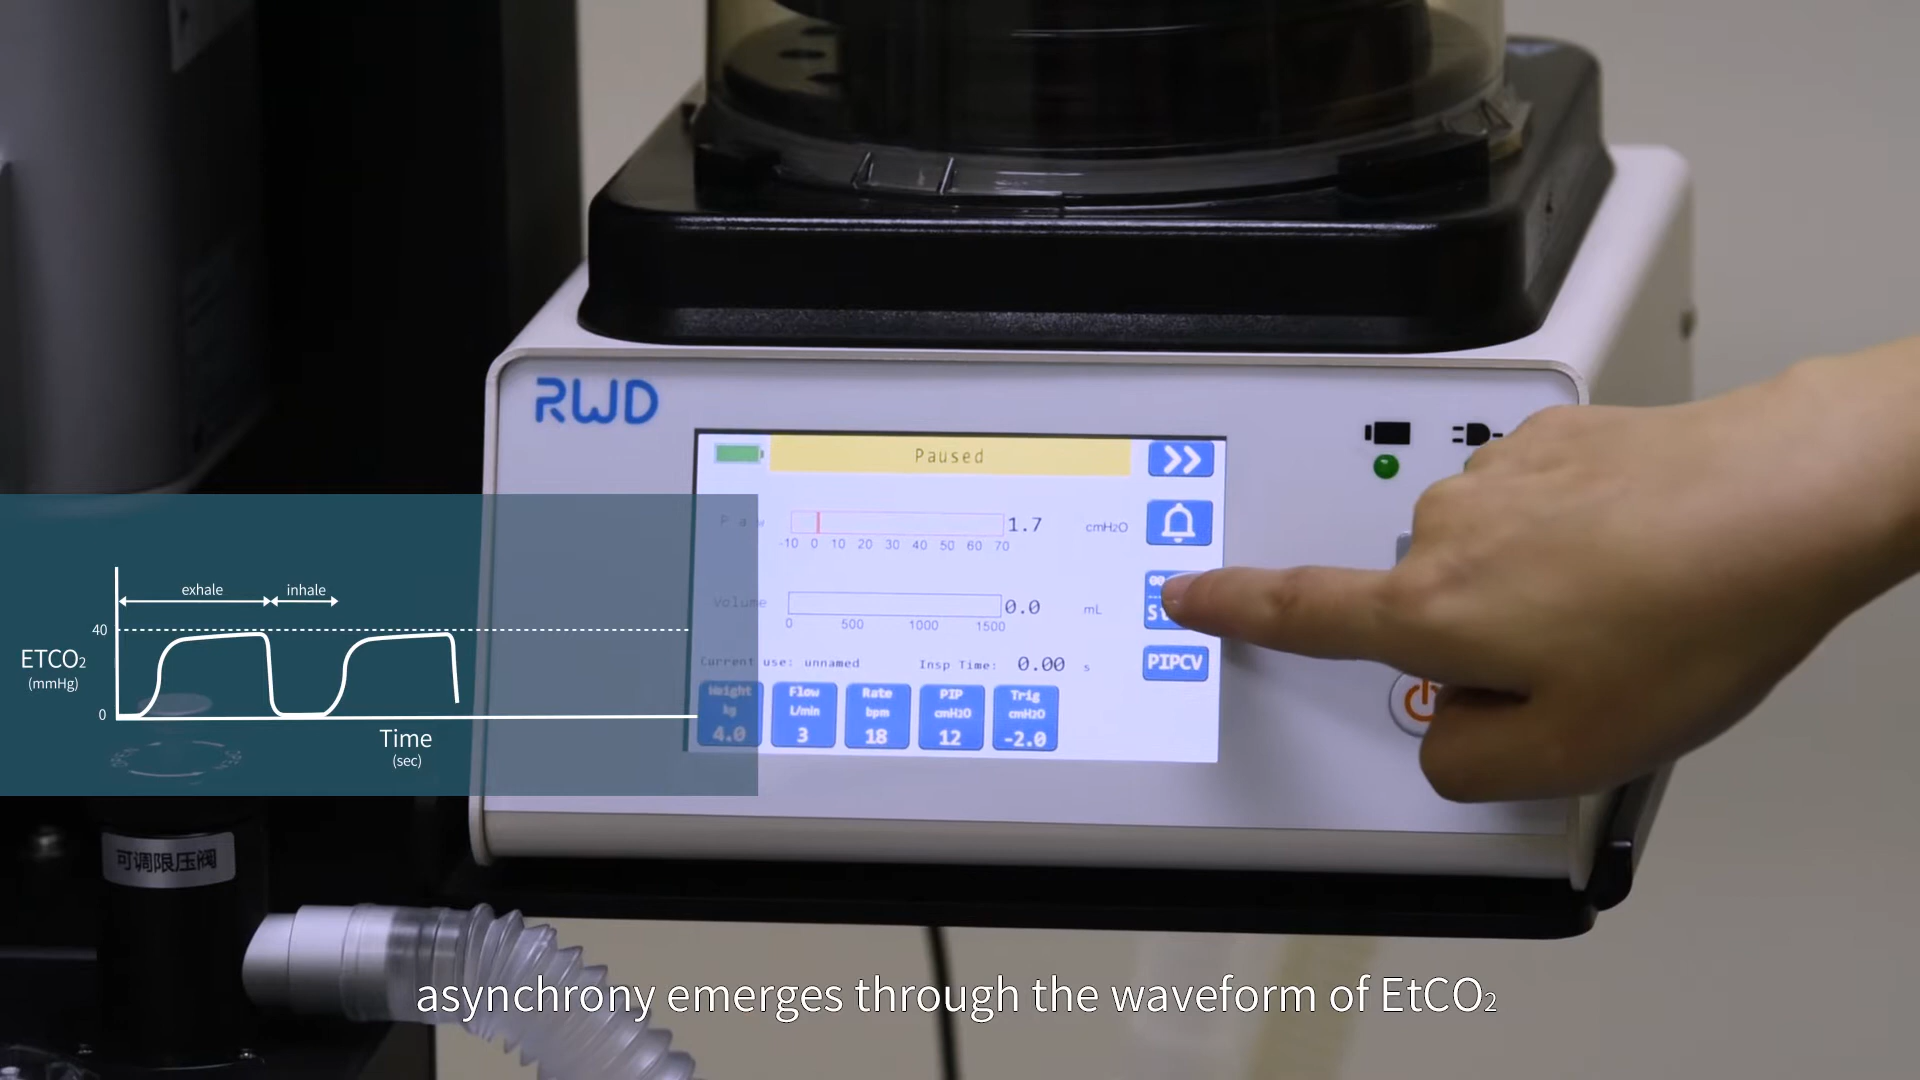 RWD
Paused
Paw
1.7
cmH2O
-10 0 10 20 30 40 50 60 70
Volume
0.0
mL
0 500 1000 1500
Current use: unnamed
Insp Time: 0.00 s
Weight
kg
4.0
Flow
L/min
3
Rate
bpm
18
PIP
cmH2O
12
Trig
cmH2O
-2.0
PIPCV
exhale
inhale
40
ETCO2
(mmHg)
0
Time
(sec)
可调限压阀
asynchrony emerges through the waveform of EtCO2